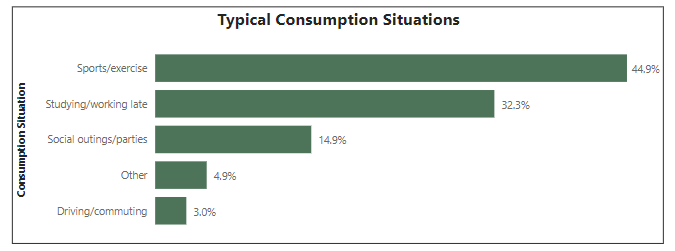 Typical Consumption Situations
Consumption Situation
Sports/exercise
44.9%
Studying/working late
32.3%
Social outings/parties
14.9%
Other
4.9%
Driving/commuting
3.0%